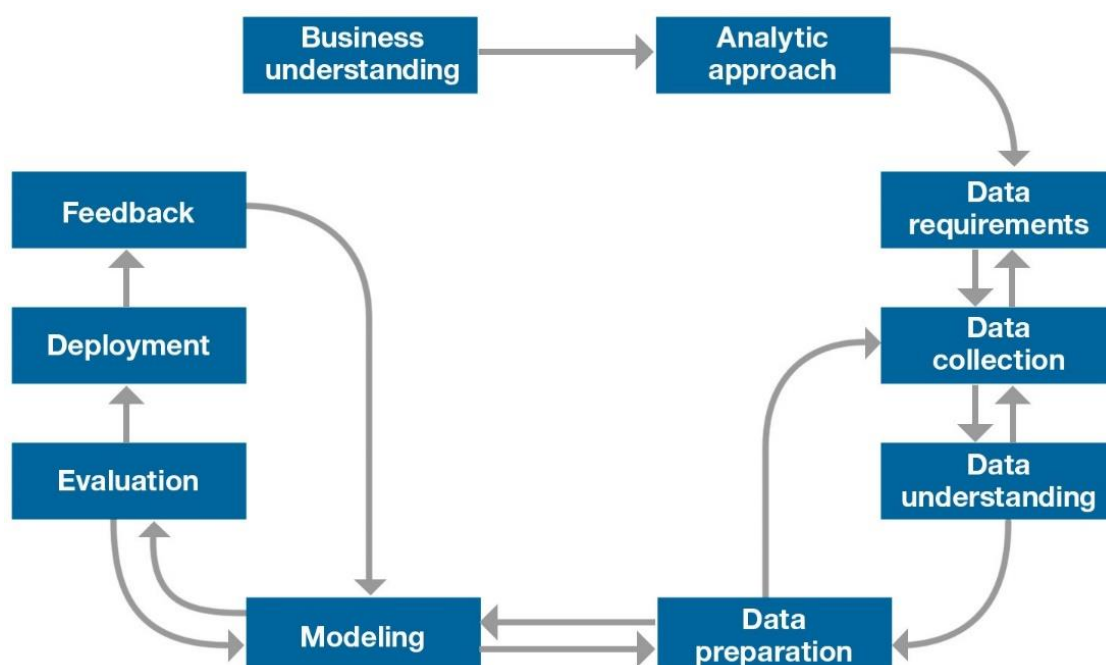 Business
understanding
Analytic
approach
Data
requirements
Data
collection
Data
understanding
Data
preparation
Modeling
Evaluation
Deployment
Feedback